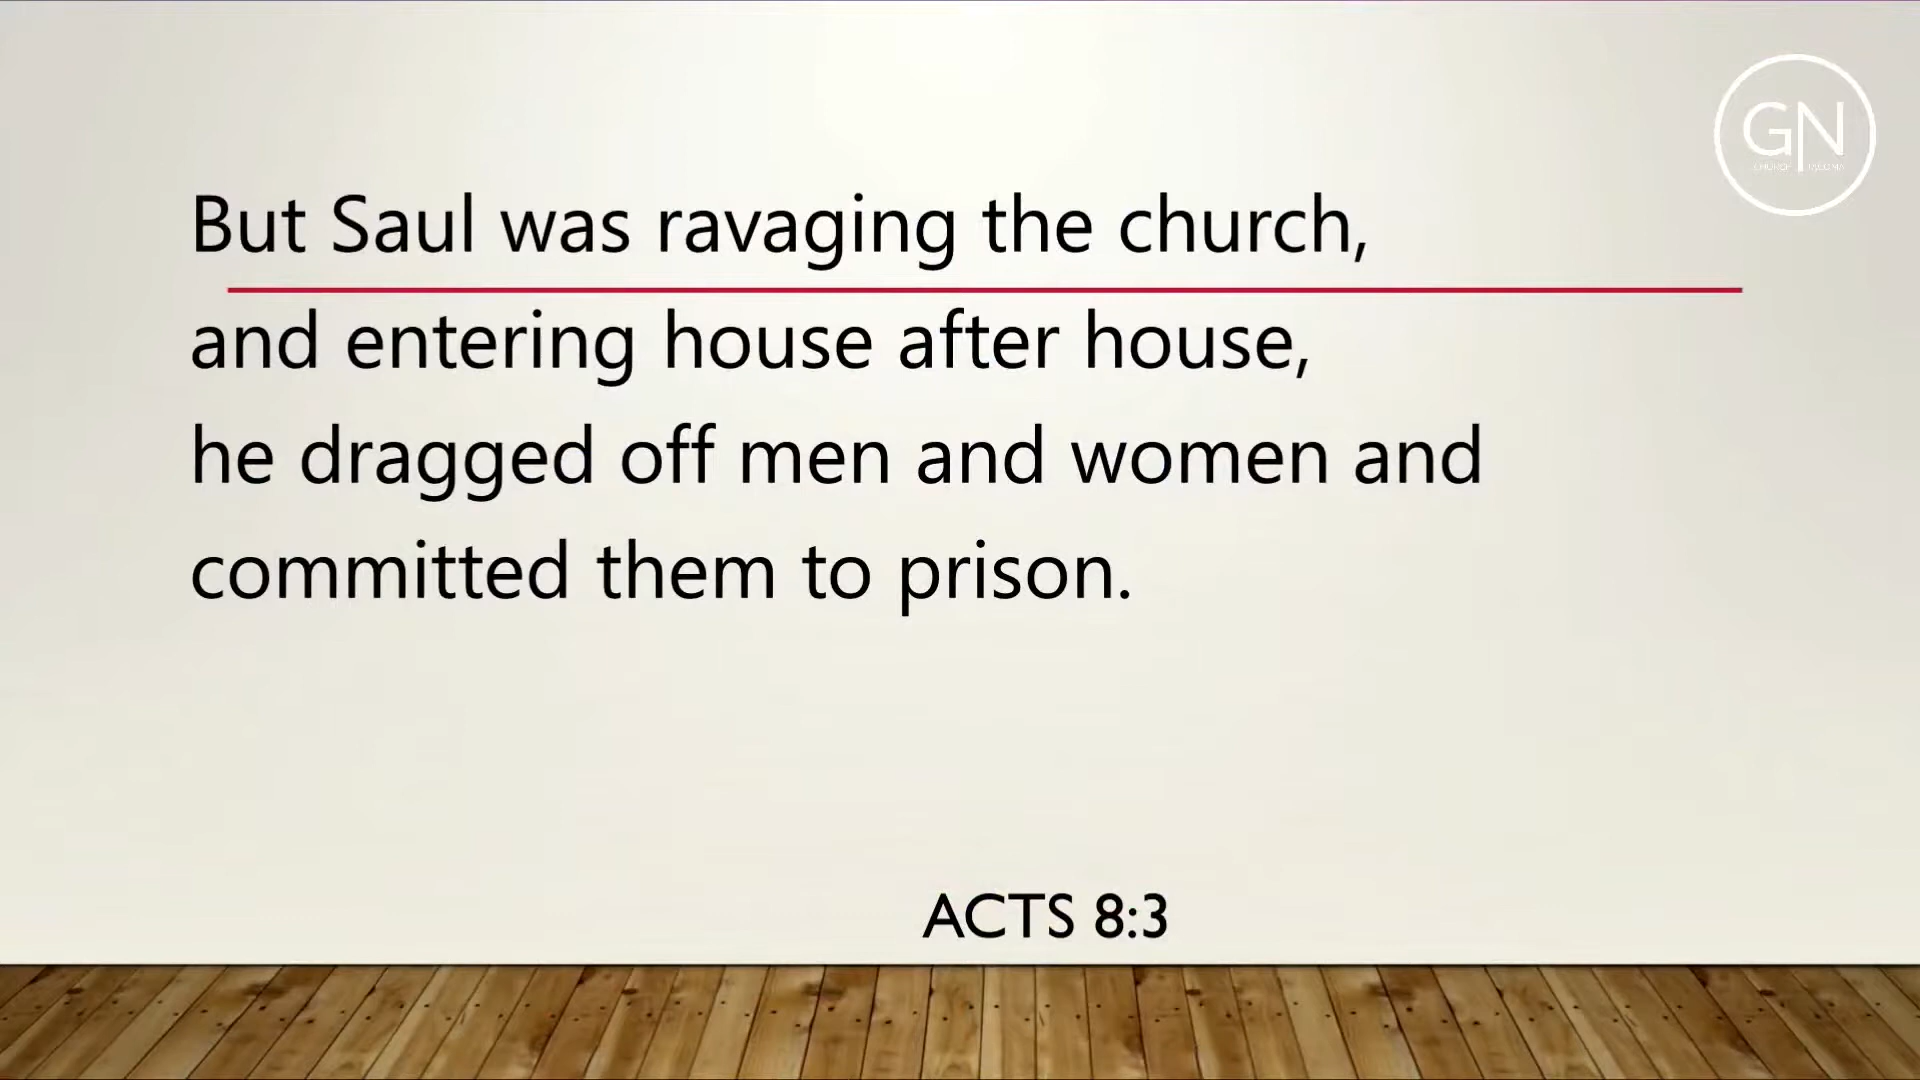 GN
But Saul was ravaging the church,
and entering house after house,
he dragged off men and women and
committed them to prison.
ACTS 8:3